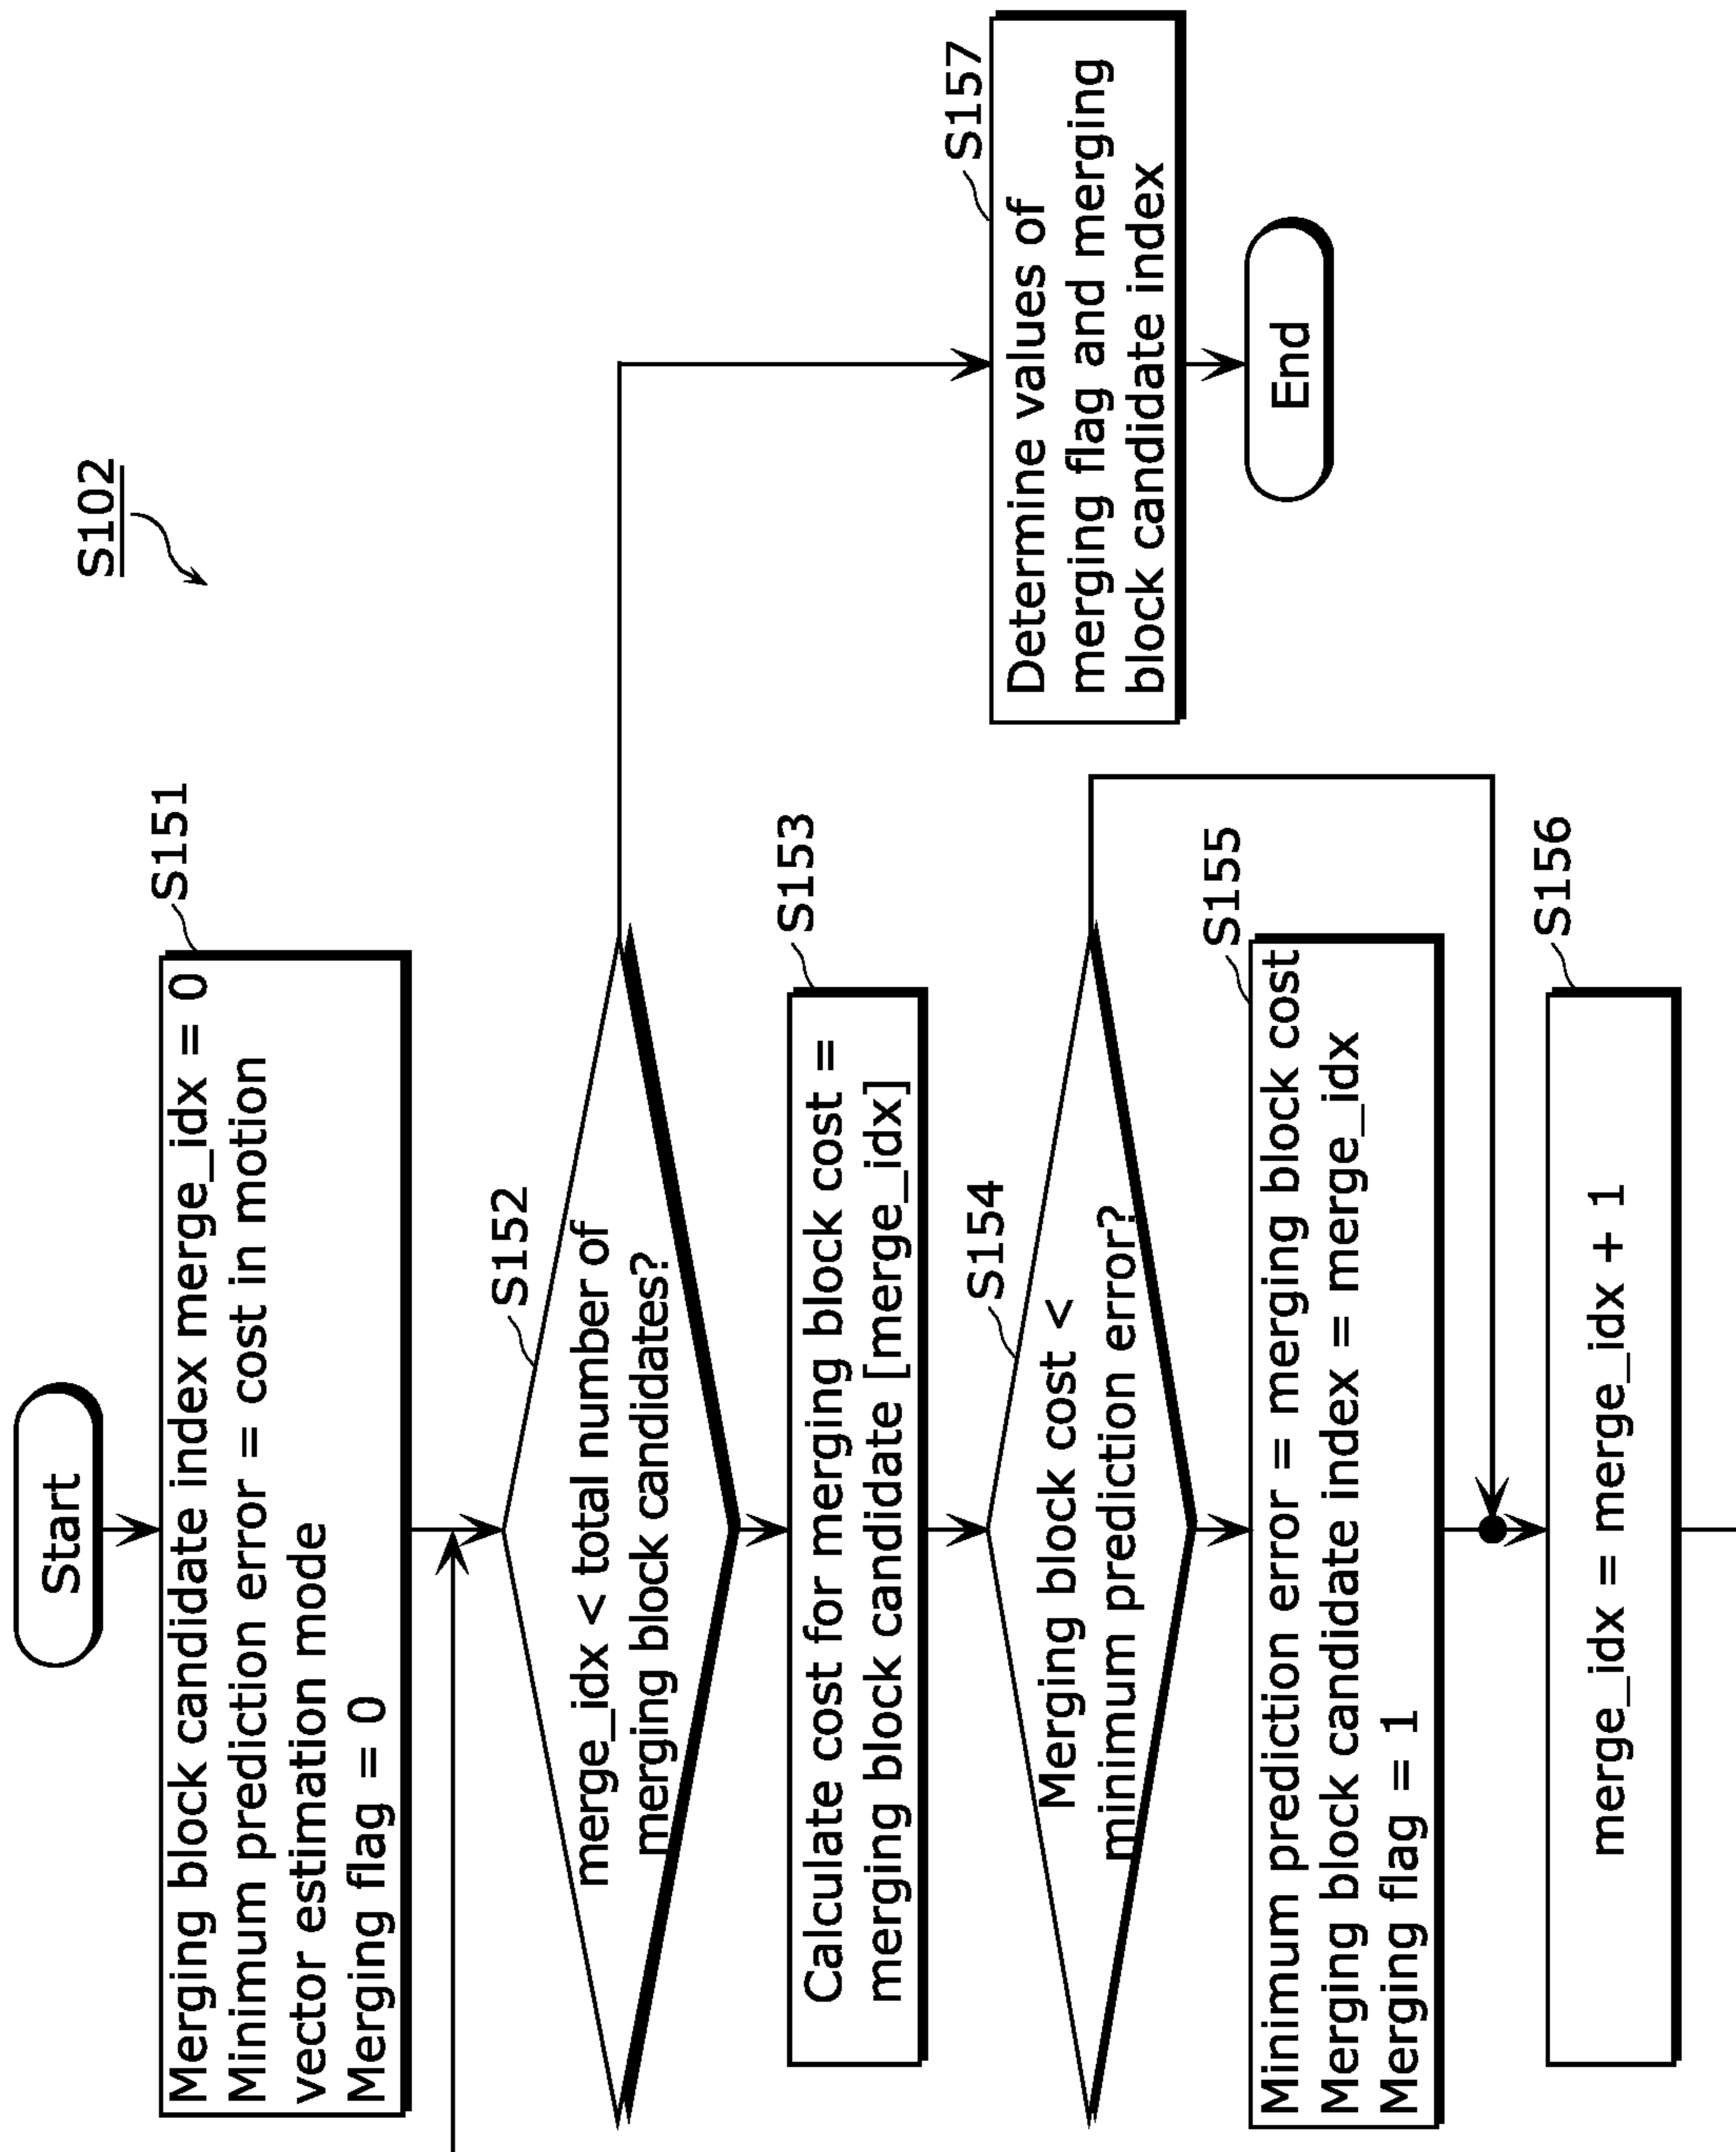 S102
Start
S151
Merging block candidate index merge_idx = 0
Minimum prediction error = cost in motion
vector estimation mode
Merging flag = 0
S152
merge_idx < total number of
merging block candidates?
S153
Calculate cost for merging block cost =
merging block candidate [merge_idx]
S154
Merging block cost <
minimum prediction error?
S155
Minimum prediction error = merging block cost
Merging block candidate index = merge_idx
Merging flag = 1
S156
merge_idx = merge_idx + 1
S157
Determine values of
merging flag and merging
block candidate index
End